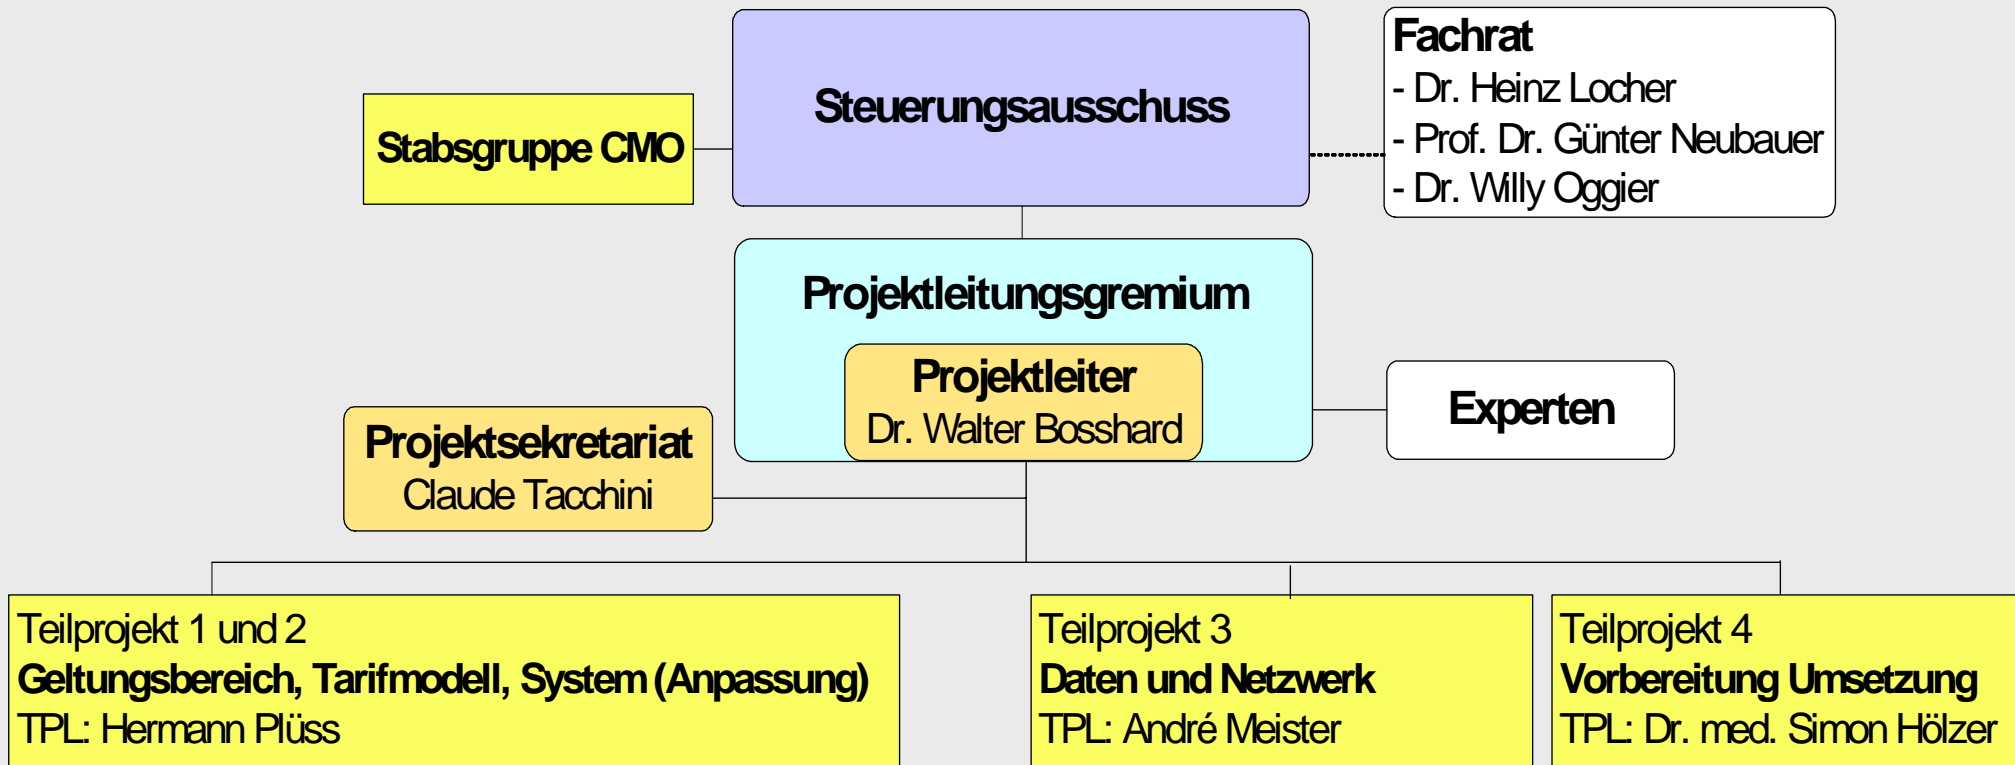 Steuerungsausschuss
Stabsgruppe CMO
Fachrat
- Dr. Heinz Locher
- Prof. Dr. Günter Neubauer
- Dr. Willy Oggier
Projektleitungsgremium
Projektleiter
Dr. Walter Bosshard
Experten
Projektsekretariat
Claude Tacchini
Teilprojekt 1 und 2
Geltungsbereich, Tarifmodell, System (Anpassung)
TPL: Hermann Plüss
Teilprojekt 3
Daten und Netzwerk
TPL: André Meister
Teilprojekt 4
Vorbereitung Umsetzung
TPL: Dr. med. Simon Hölzer